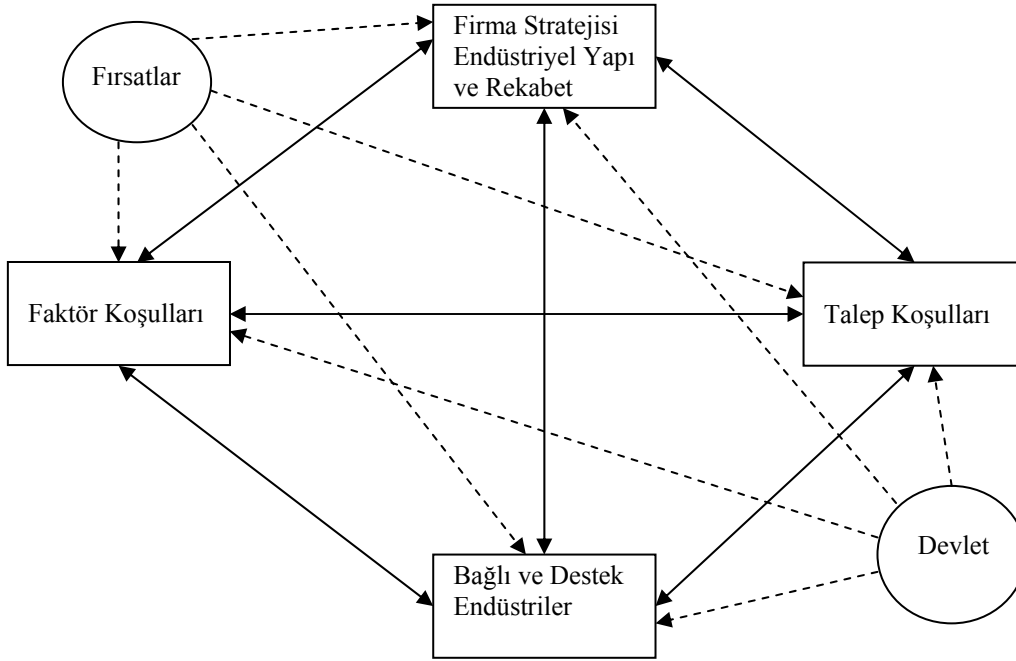 Firma Stratejisi
Endüstriyel Yapı
ve Rekabet
Fırsatlar
Faktör Koşulları
Talep Koşulları
Bağlı ve Destek
Endüstriler
Devlet